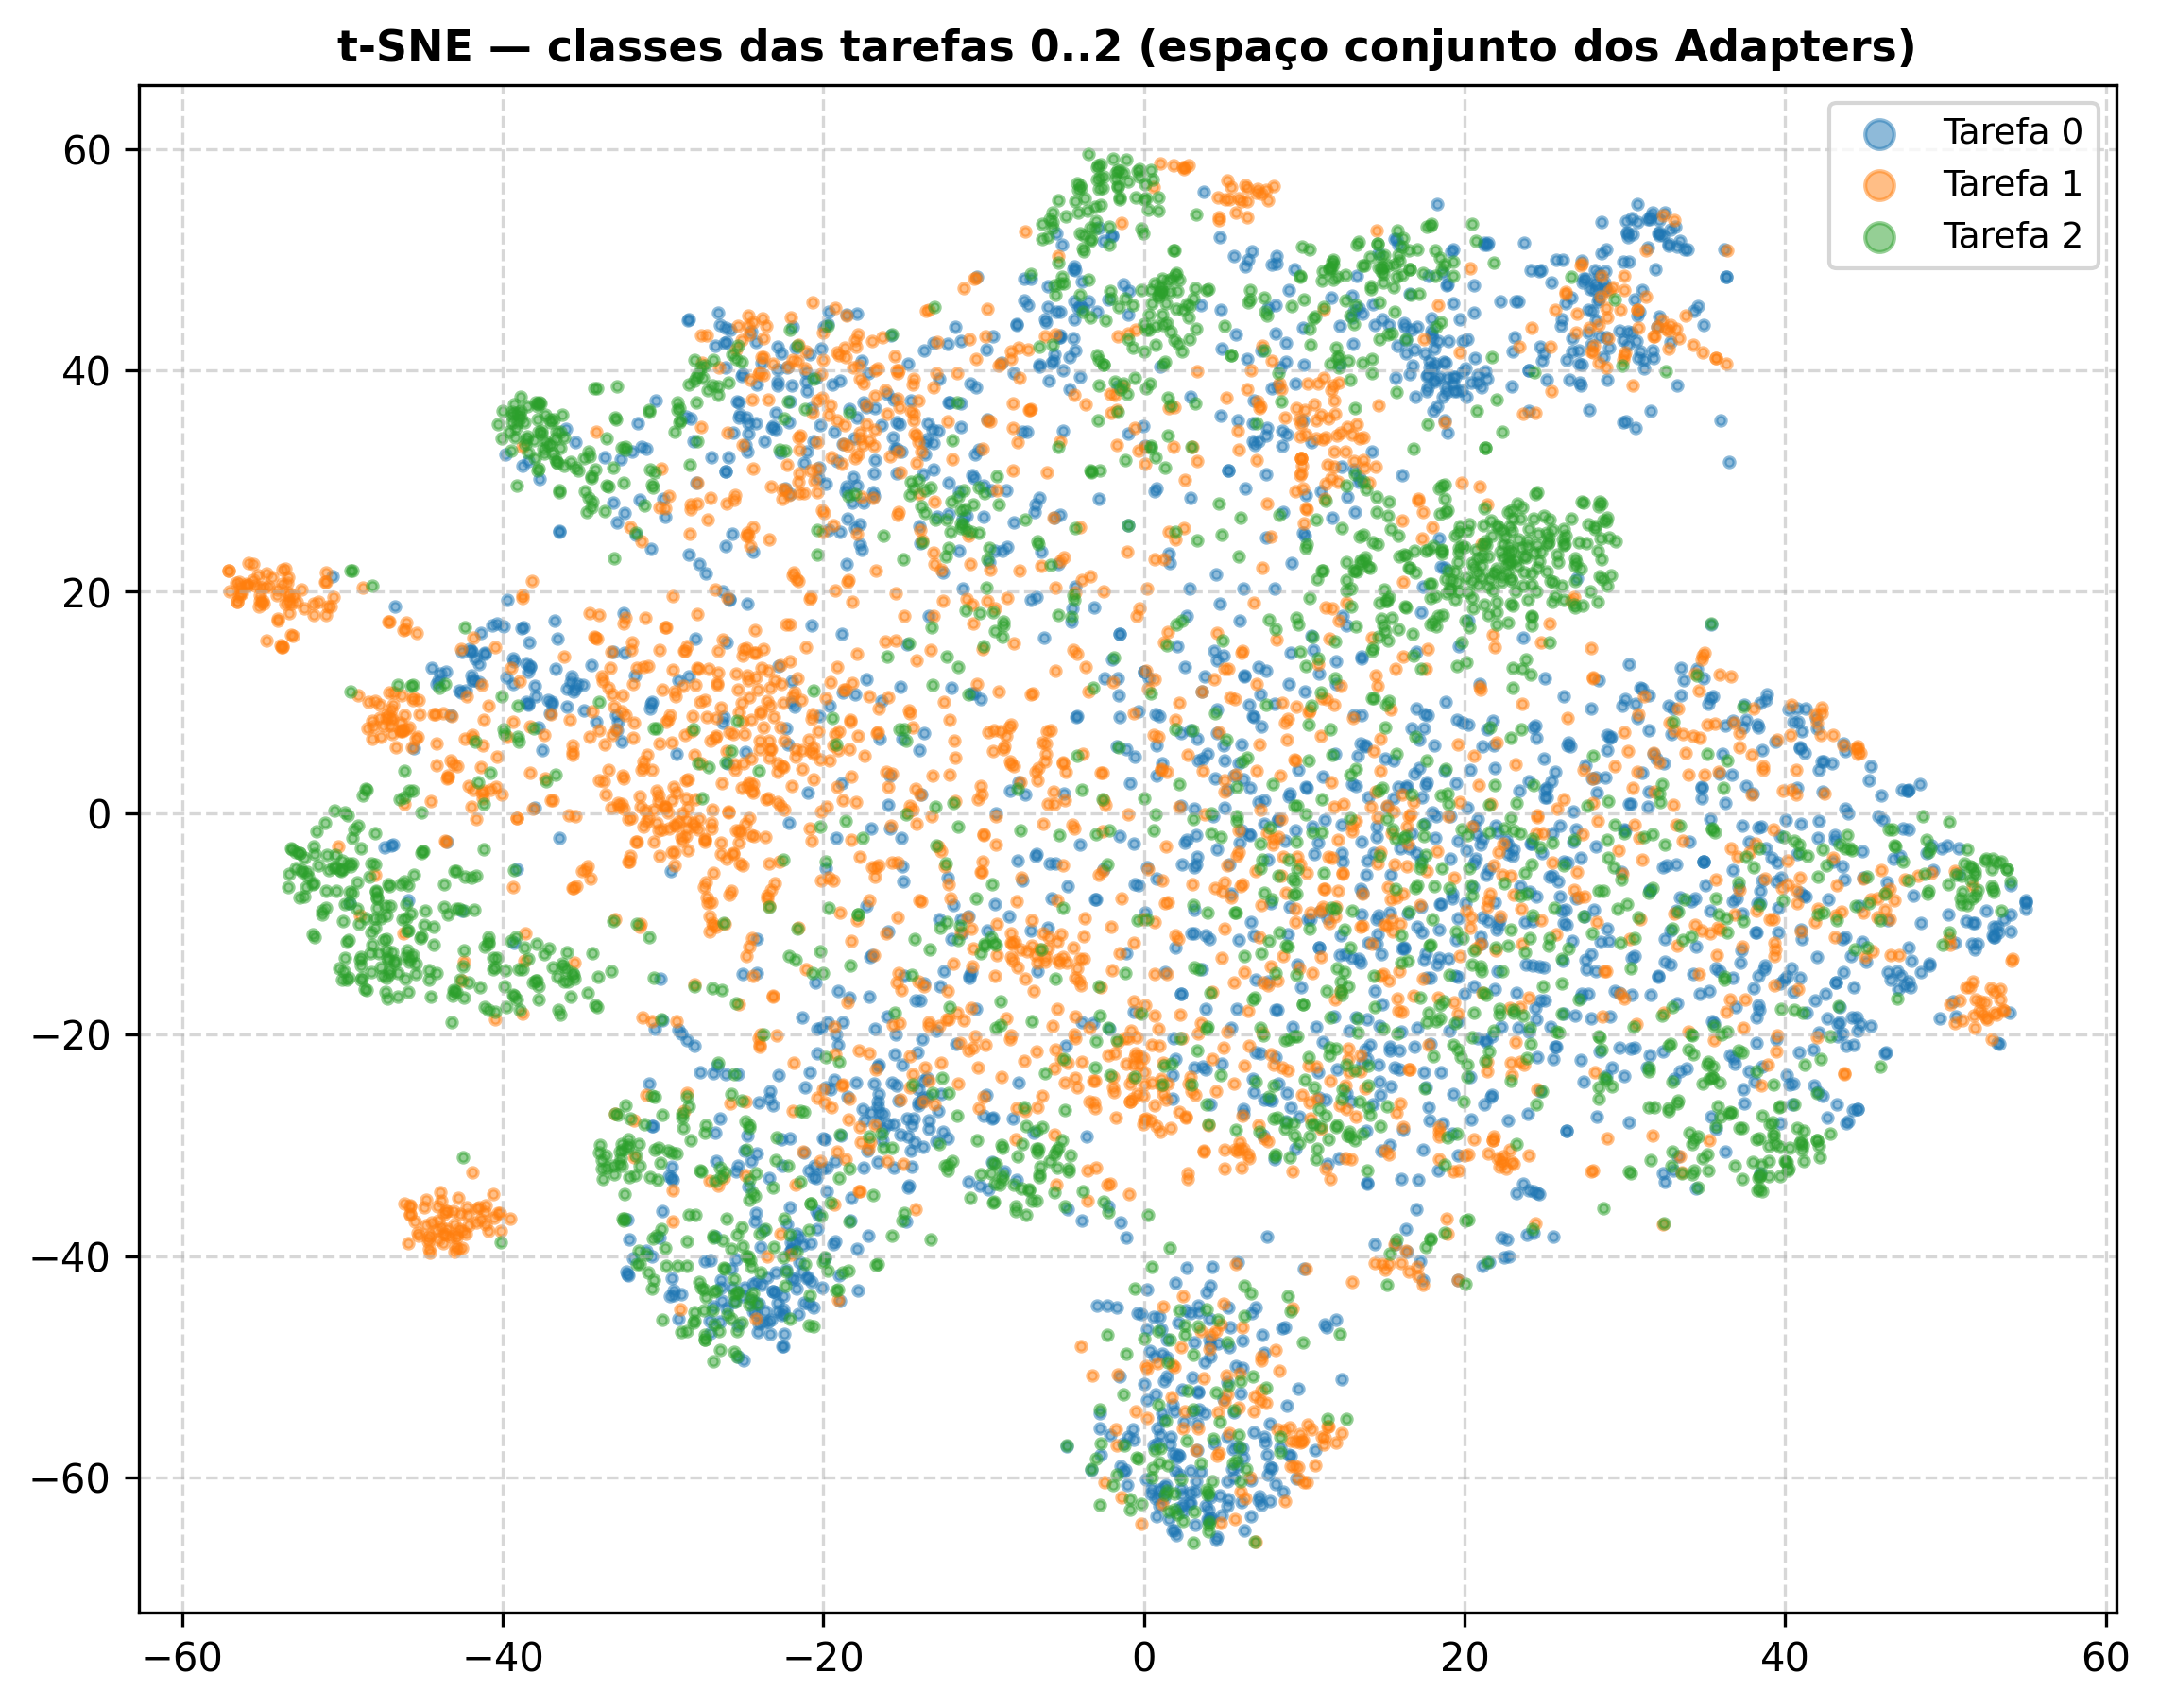 t-SNE — classes das tarefas 0..2 (espaço conjunto dos Adapters)
Tarefa 0
Tarefa 1
Tarefa 2
60
40
20
0
−20
−40
−60
−60 −40 −20 0 20 40 60